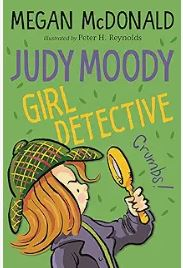 MEGAN McDONALD
illustrated by Peter H. Reynolds
JUDY MOODY
GIRL
DETECTIVE
Crumbs!